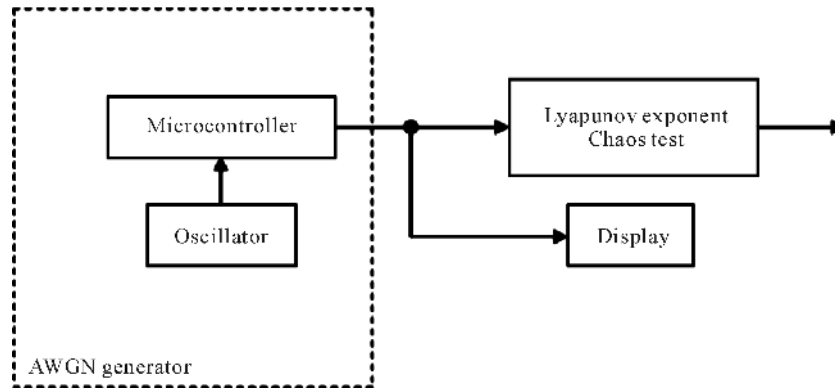 Microcontroller
Lyapunov exponent
Chaos test
Oscillator
Display
AWGN generator